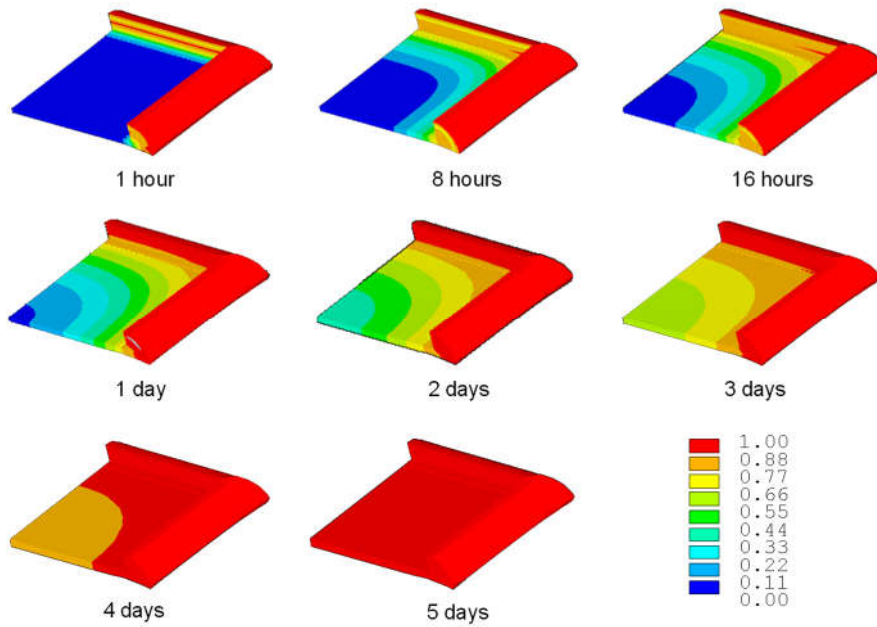 1 hour
8 hours
16 hours
1 day
2 days
3 days
4 days
5 days
1.00
0.88
0.77
0.66
0.55
0.44
0.33
0.22
0.11
0.00